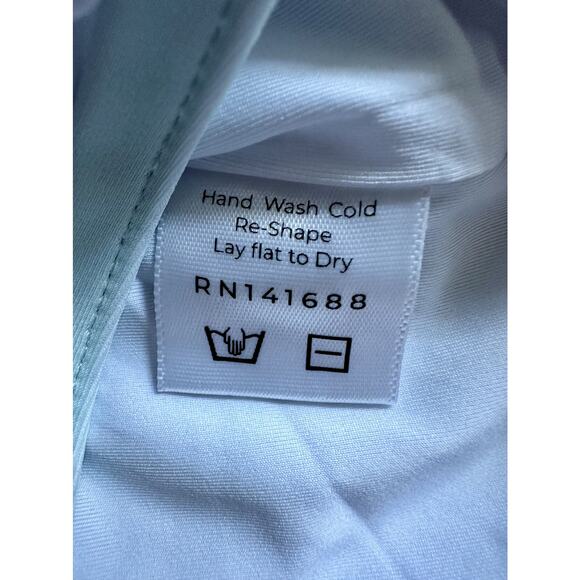 Hand Wash Cold
Re-Shape
Lay flat to Dry
RN141688